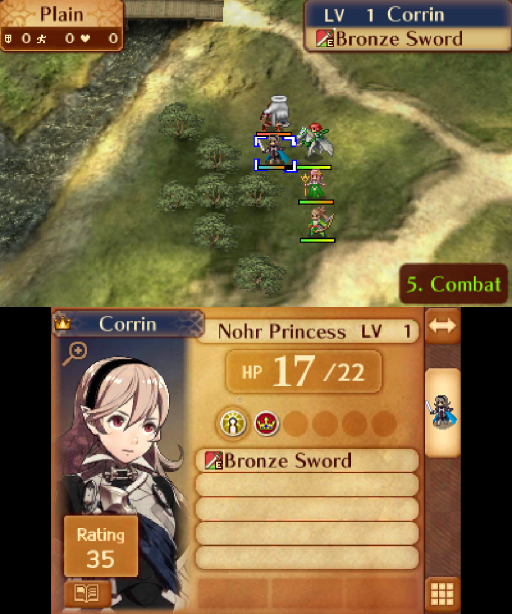 Plain
0 0 0
LV 1 Corrin
E Bronze Sword
5. Combat
Corrin
Nohr Princess LV 1
HP 17/22
E Bronze Sword
Rating
35